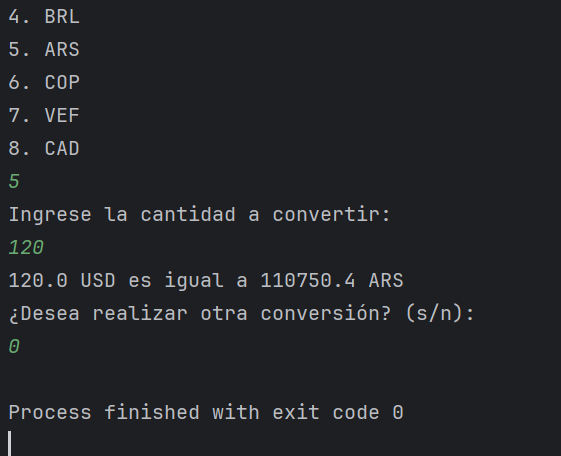 4. BRL
5. ARS
6. COP
7. VEF
8. CAD
5
Ingrese la cantidad a convertir:
120
120.0 USD es igual a 110750.4 ARS
¿Desea realizar otra conversión? (s/n):
0
Process finished with exit code 0